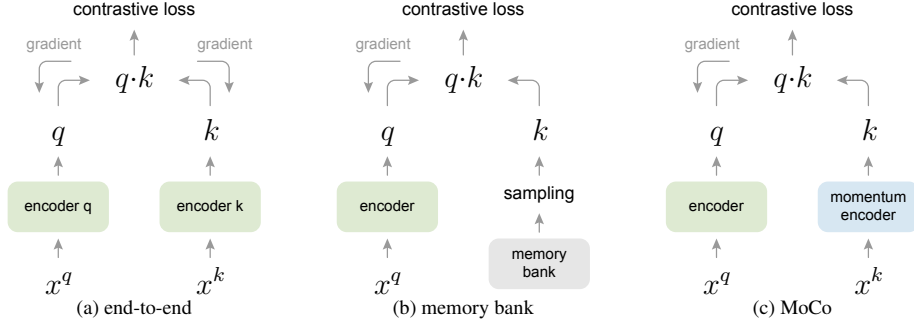 contrastive loss
gradient gradient
q·k
q k
encoder q encoder k
x^q x^k
(a) end-to-end
contrastive loss
gradient
q·k
q k
encoder sampling
memory
bank
x^q
(b) memory bank
contrastive loss
gradient
q·k
q k
encoder momentum
encoder
x^q x^k
(c) MoCo